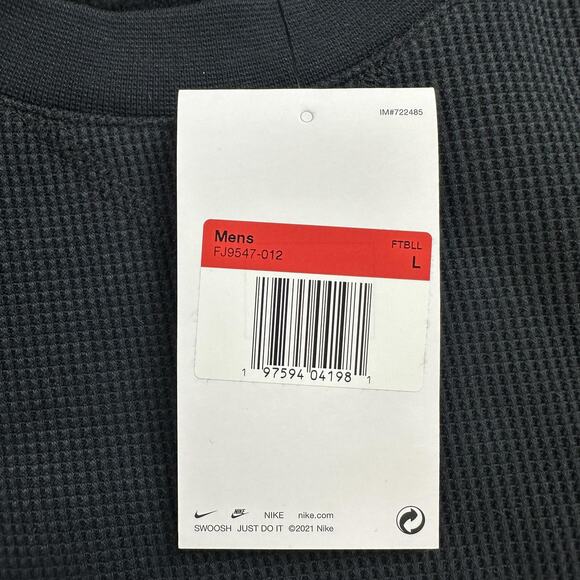 IM#722485
Mens FTBLL
FJ9547-012 L
1 97594 04198 1
NIKE nike.com
SWOOSH JUST DO IT ©2021 Nike